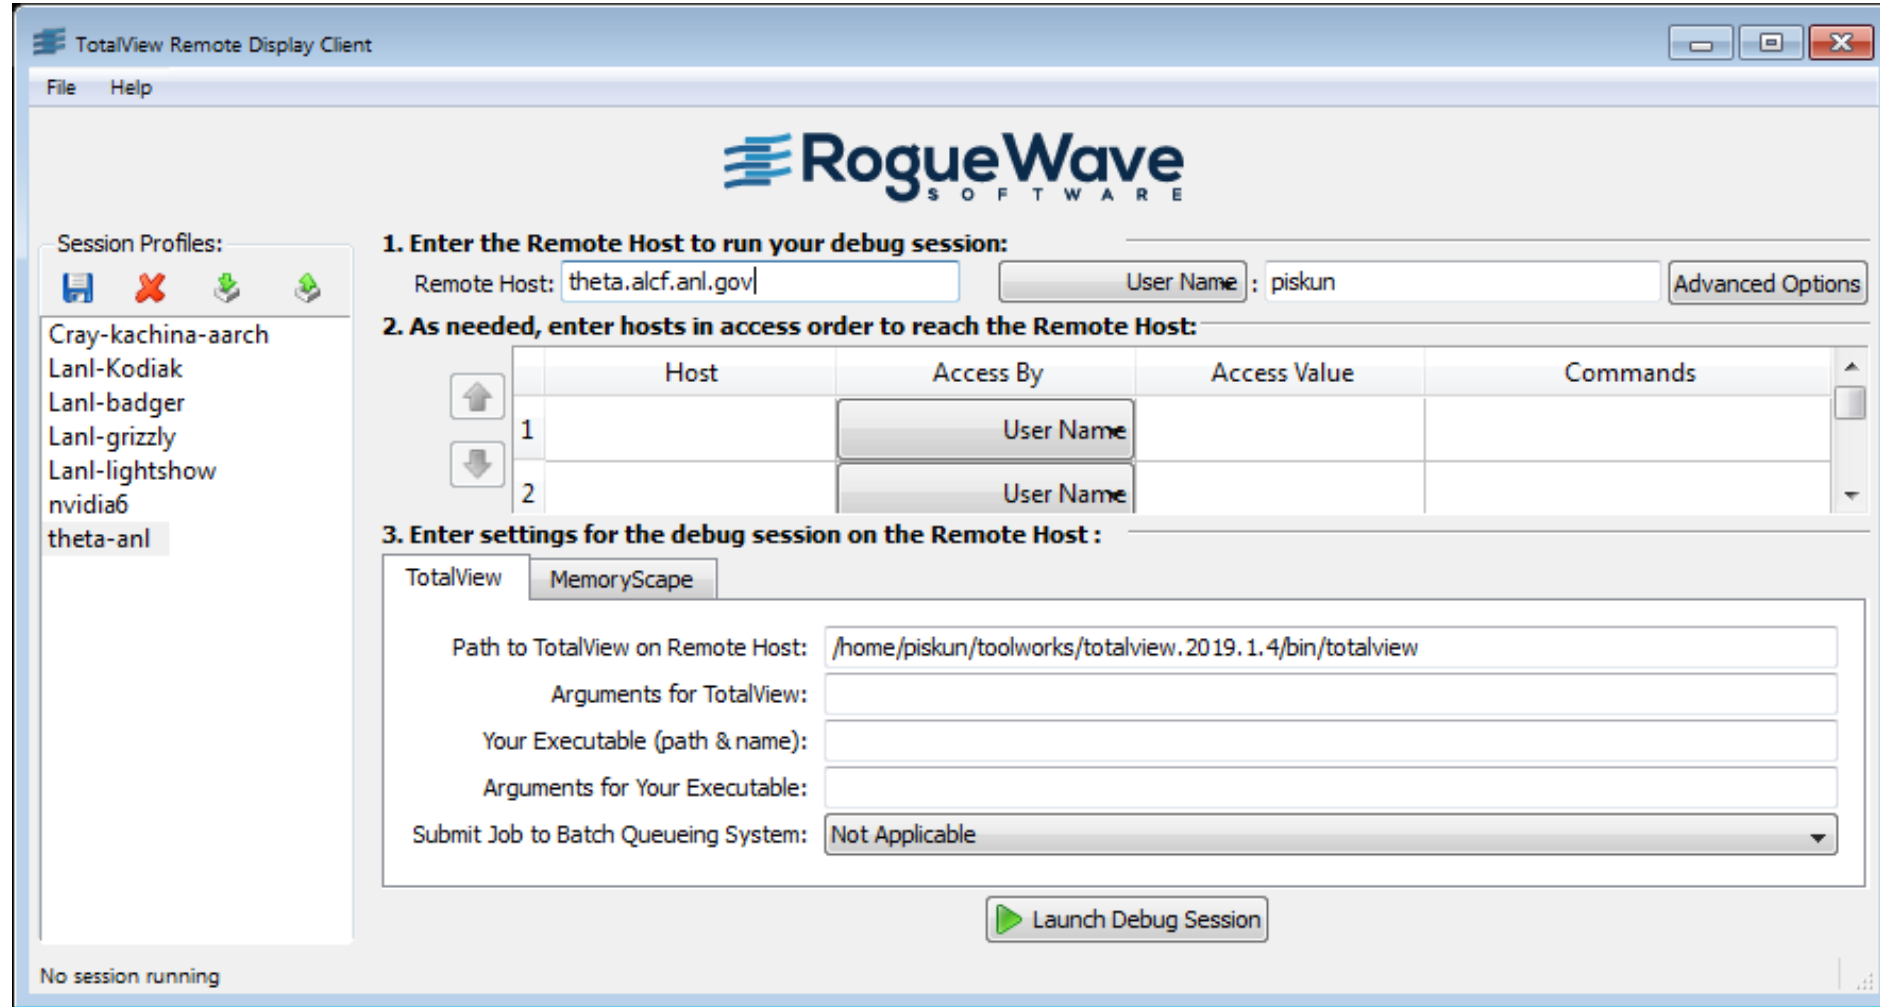 TotalView Remote Display Client
File Help
RogueWave
SOFTWARE
Session Profiles:
Cray-kachina-aarch
Lanl-Kodiak
Lanl-badger
Lanl-grizzly
Lanl-lightshow
nvidia6
theta-anl
1. Enter the Remote Host to run your debug session:
Remote Host: theta.alcf.anl.gov User Name : piskun Advanced Options
2. As needed, enter hosts in access order to reach the Remote Host:
Host Access By Access Value Commands
1 User Name
2 User Name
3. Enter settings for the debug session on the Remote Host :
TotalView MemoryScape
Path to TotalView on Remote Host: /home/piskun/toolworks/totalview.2019.1.4/bin/totalview
Arguments for TotalView:
Your Executable (path & name):
Arguments for Your Executable:
Submit Job to Batch Queueing System: Not Applicable
Launch Debug Session
No session running